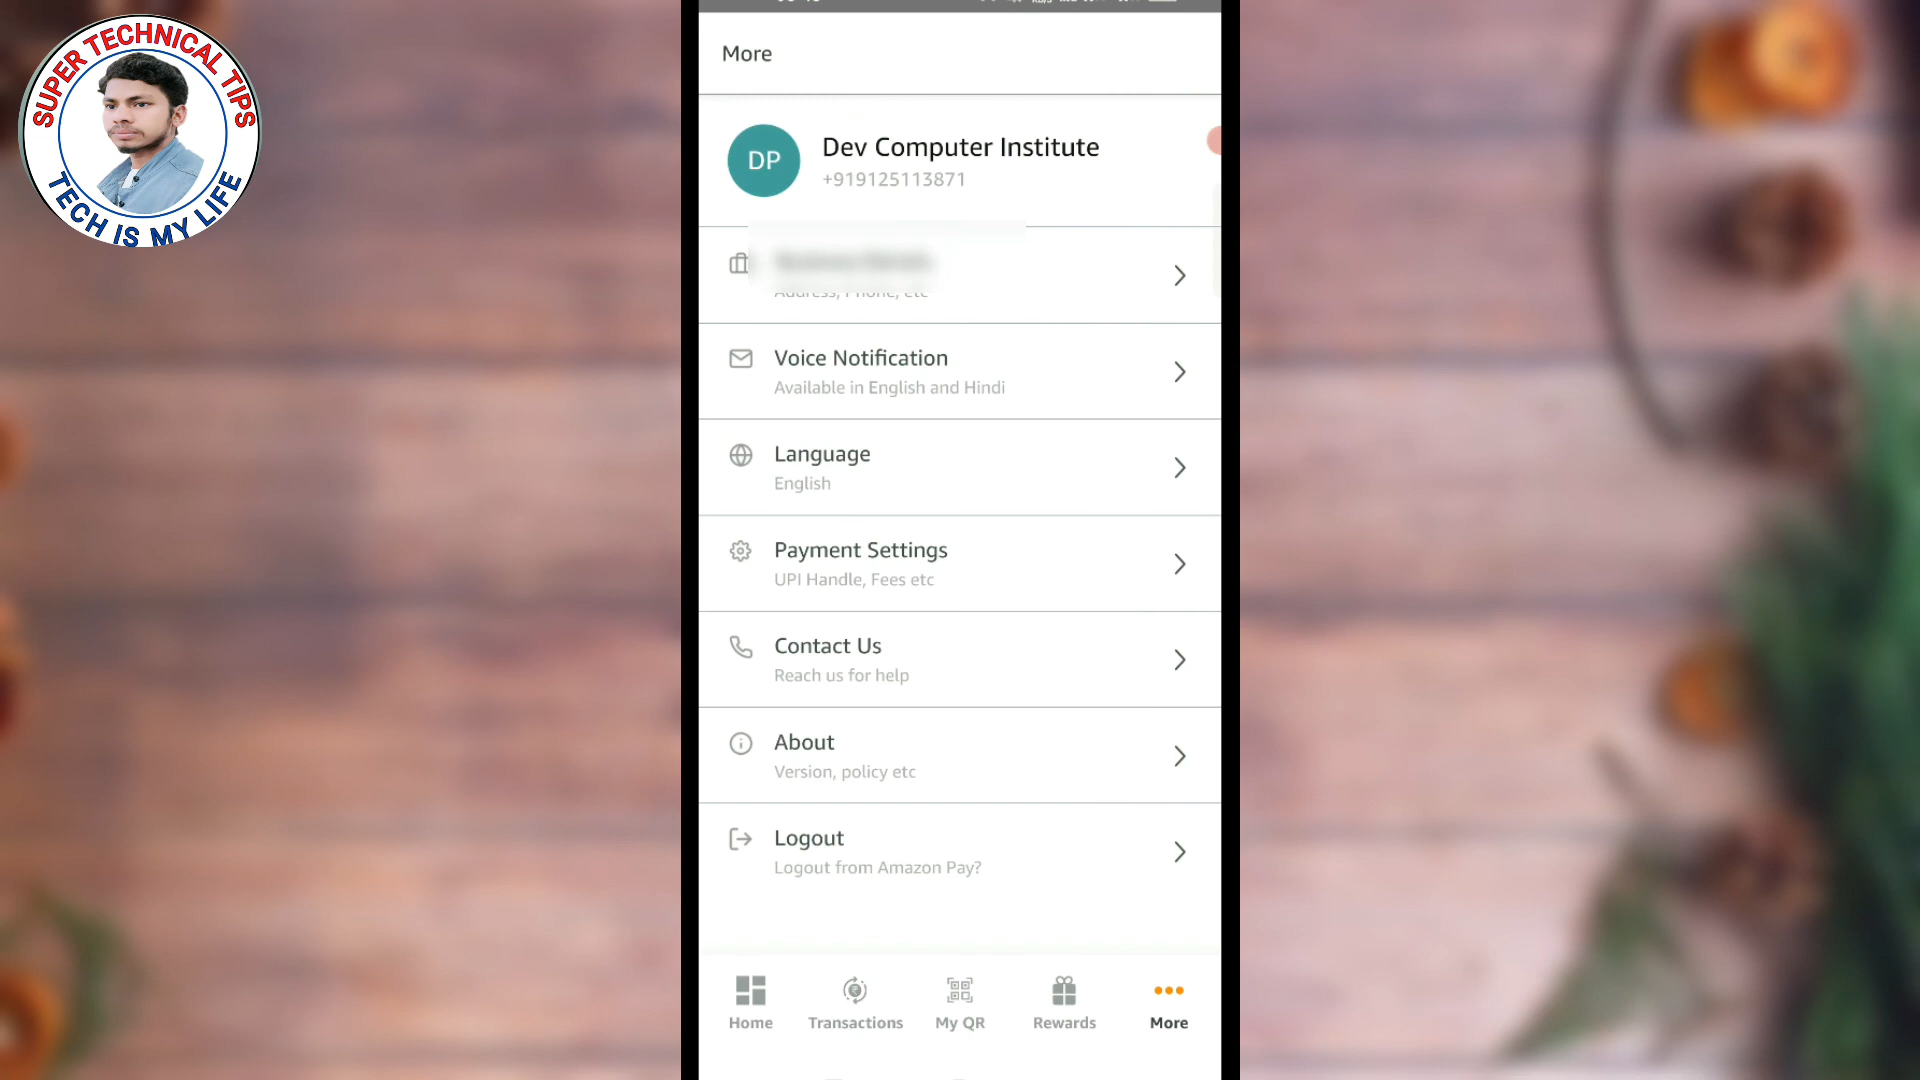 SUPER TECHNICAL TIPS
TECH IS MY LIFE
More
DP
Dev Computer Institute
+919125113871
Address, Phone, etc
Voice Notification
Available in English and Hindi
Language
English
Payment Settings
UPI Handle, Fees etc
Contact Us
Reach us for help
About
Version, policy etc
Logout
Logout from Amazon Pay?
Home
Transactions
My QR
Rewards
More